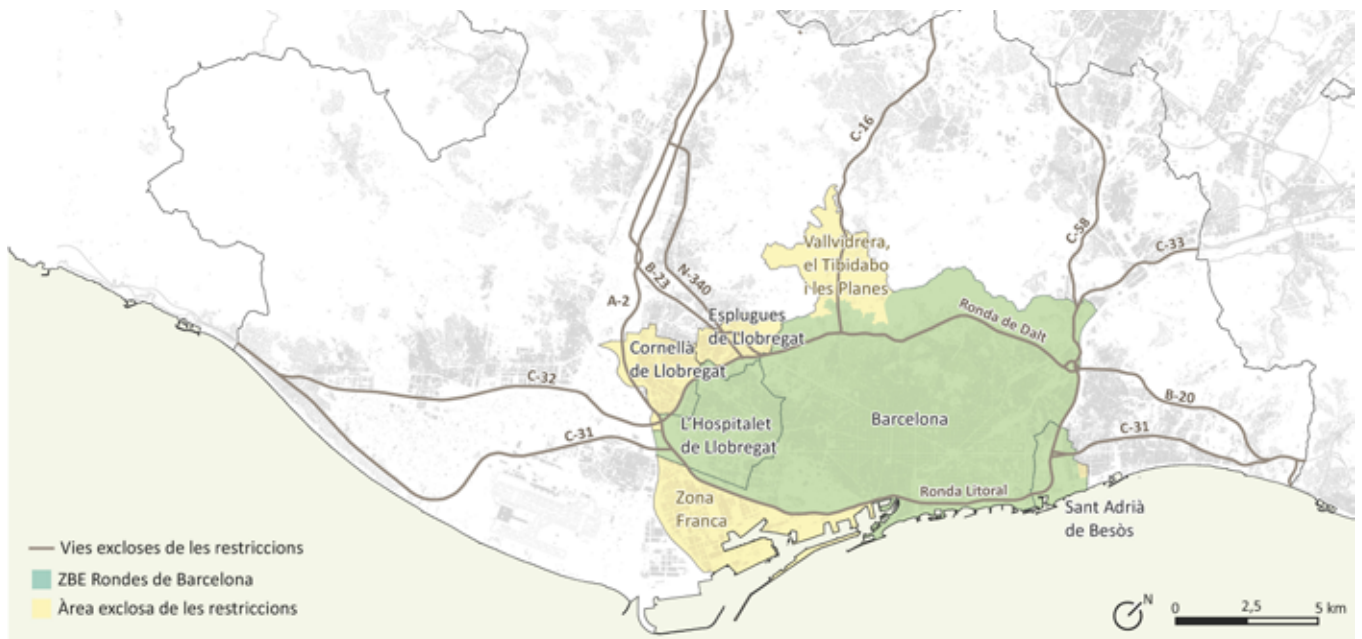 C-16
C-58
C-33
Vallvidrera,
el Tibidabo
i les Planes
A-2
B-23
N-340
Esplugues
de Llobregat
Ronda de Dalt
Cornellà
de Llobregat
C-32
B-20
L'Hospitalet
de Llobregat
Barcelona
C-31
C-31
Zona
Franca
Ronda Litoral
Sant Adrià
de Besòs
Vies excloses de les restriccions
ZBE Rondes de Barcelona
Àrea exclosa de les restriccions
N
0 2,5 5 km